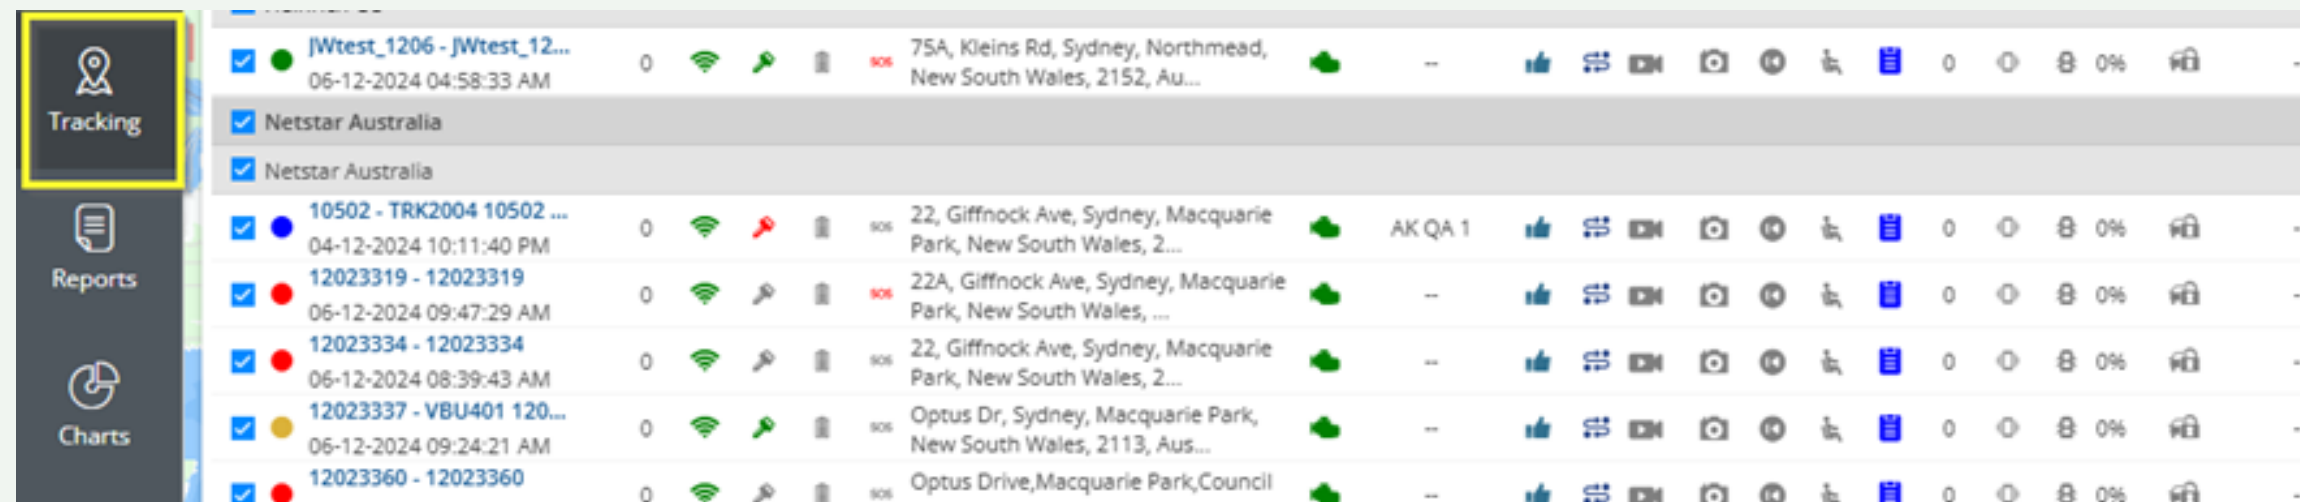 Tracking
Reports
Charts
JWtest_1206 - JWtest_12...
06-12-2024 04:58:33 AM
0
SOS
75A, Kleins Rd, Sydney, Northmead,
New South Wales, 2152, Au...
--
0
0%
-
Netstar Australia
Netstar Australia
10502 - TRK2004 10502 ...
04-12-2024 10:11:40 PM
0
SOS
22, Giffnock Ave, Sydney, Macquarie
Park, New South Wales, 2...
AK QA 1
0
0%
-
12023319 - 12023319
06-12-2024 09:47:29 AM
0
SOS
22A, Giffnock Ave, Sydney, Macquarie
Park, New South Wales, ...
--
0
0%
-
12023334 - 12023334
06-12-2024 08:39:43 AM
0
SOS
22, Giffnock Ave, Sydney, Macquarie
Park, New South Wales, 2...
--
0
0%
-
12023337 - VBU401 120...
06-12-2024 09:24:21 AM
0
SOS
Optus Dr, Sydney, Macquarie Park,
New South Wales, 2113, Aus...
--
0
0%
-
12023360 - 12023360
0
SOS
Optus Drive,Macquarie Park,Council
--
0
0%
-